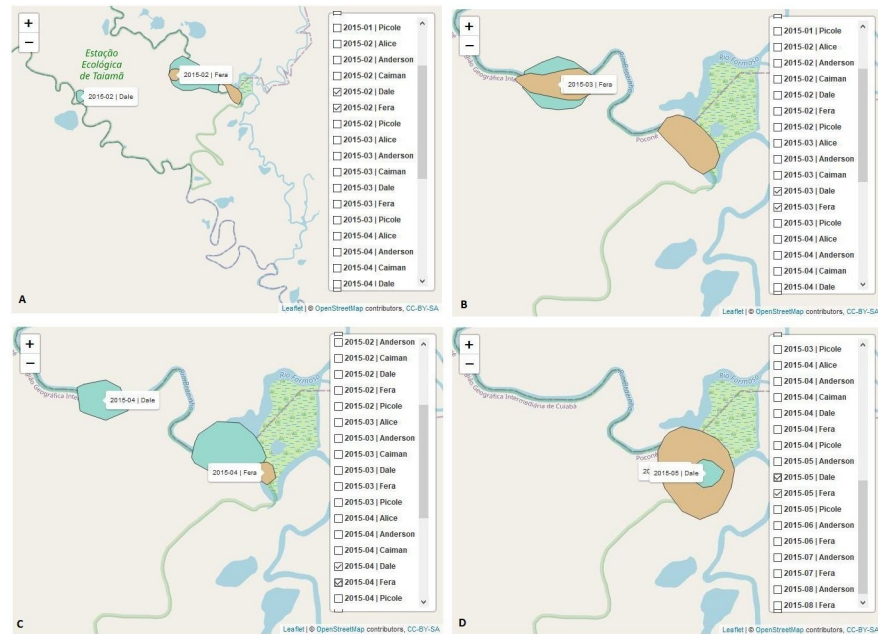 +
−
Estação
Ecológica
de Taiamã
2015-02 | Dale
2015-02 | Fera
2015-01 | Picole
2015-02 | Alice
2015-02 | Anderson
2015-02 | Caiman
2015-02 | Dale
2015-02 | Fera
2015-02 | Picole
2015-03 | Alice
2015-03 | Anderson
2015-03 | Caiman
2015-03 | Dale
2015-03 | Fera
2015-03 | Picole
2015-04 | Alice
2015-04 | Anderson
2015-04 | Caiman
2015-04 | Dale
A
Leaflet | © OpenStreetMap contributors, CC-BY-SA
+
−
Geográfica
2015-03 | Fera
Poconé
Rio Formoso
2015-01 | Picole
2015-02 | Alice
2015-02 | Anderson
2015-02 | Caiman
2015-02 | Dale
2015-02 | Fera
2015-02 | Picole
2015-03 | Alice
2015-03 | Anderson
2015-03 | Caiman
2015-03 | Dale
2015-03 | Fera
2015-03 | Picole
2015-04 | Alice
2015-04 | Anderson
2015-04 | Caiman
2015-04 | Dale
B
Leaflet | © OpenStreetMap contributors, CC-BY-SA
+
−
Geográfica
2015-04 | Dale
Rio Formoso
2015-04 | Fera
2015-02 | Anderson
2015-02 | Caiman
2015-02 | Dale
2015-02 | Fera
2015-02 | Picole
2015-03 | Alice
2015-03 | Anderson
2015-03 | Caiman
2015-03 | Dale
2015-03 | Fera
2015-03 | Picole
2015-04 | Alice
2015-04 | Anderson
2015-04 | Caiman
2015-04 | Dale
2015-04 | Fera
2015-04 | Picole
C
Leaflet | © OpenStreetMap contributors, CC-BY-SA
+
−
Geográfica Intermediária de Cuiabá
Rio Formoso
Poconé
2015-05 | Dale
2015-03 | Picole
2015-04 | Alice
2015-04 | Anderson
2015-04 | Caiman
2015-04 | Dale
2015-04 | Fera
2015-04 | Picole
2015-05 | Anderson
2015-05 | Dale
2015-05 | Fera
2015-05 | Picole
2015-06 | Anderson
2015-06 | Fera
2015-07 | Anderson
2015-07 | Fera
2015-08 | Anderson
2015-08 | Fera
D
Leaflet | © OpenStreetMap contributors, CC-BY-SA